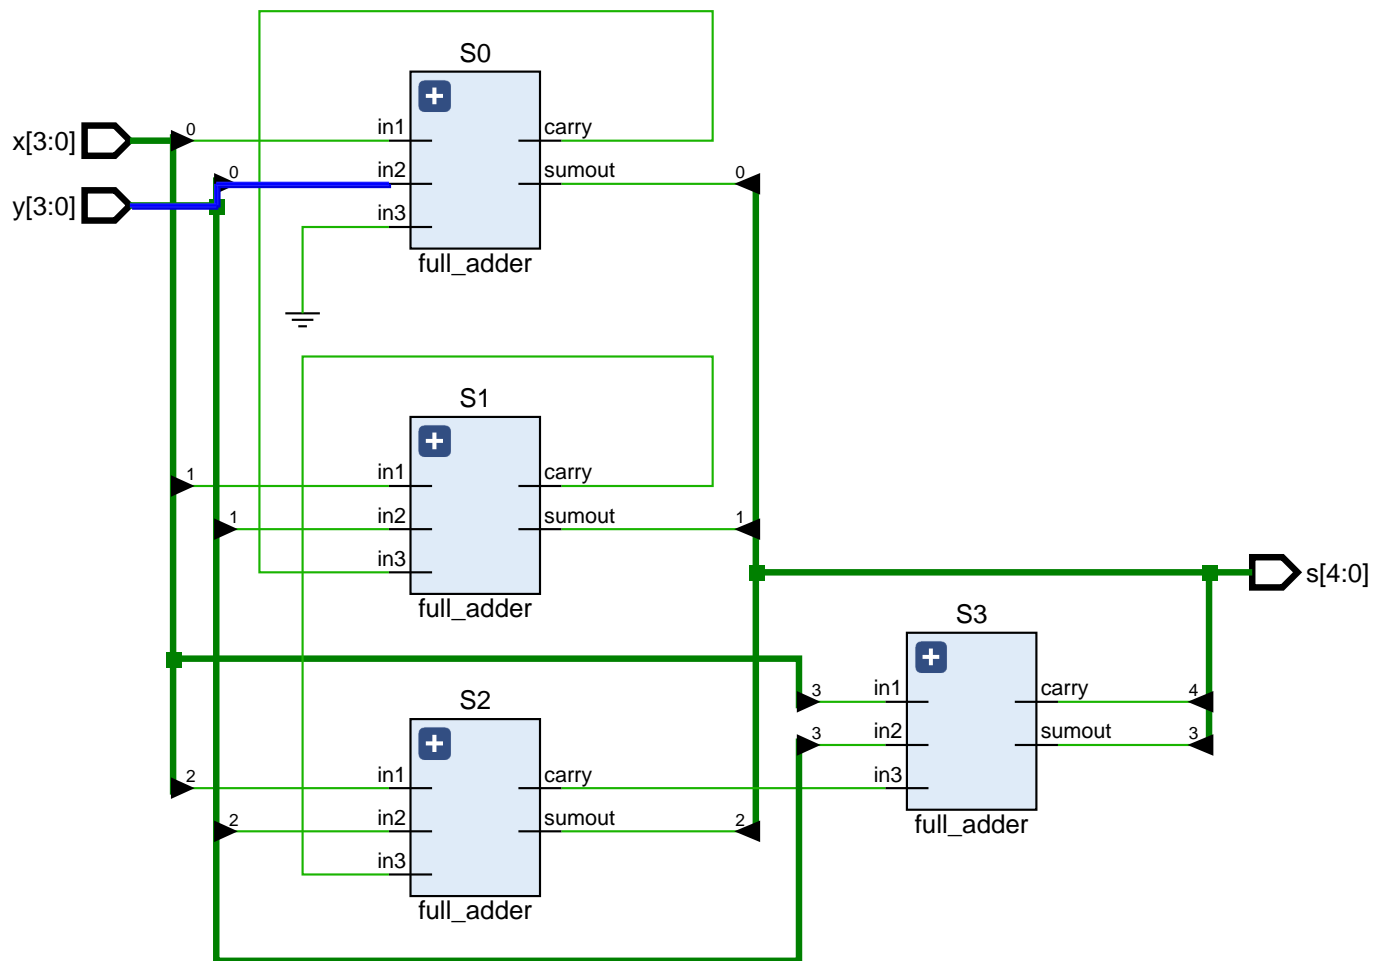 S0
x[3:0]
0
in1
carry
y[3:0]
0
in2
sumout
0
in3
full_adder
S1
1
in1
carry
1
in2
sumout
1
in3
full_adder
s[4:0]
S3
3
in1
carry
4
3
in2
sumout
3
in3
full_adder
S2
2
in1
carry
2
in2
sumout
2
in3
full_adder